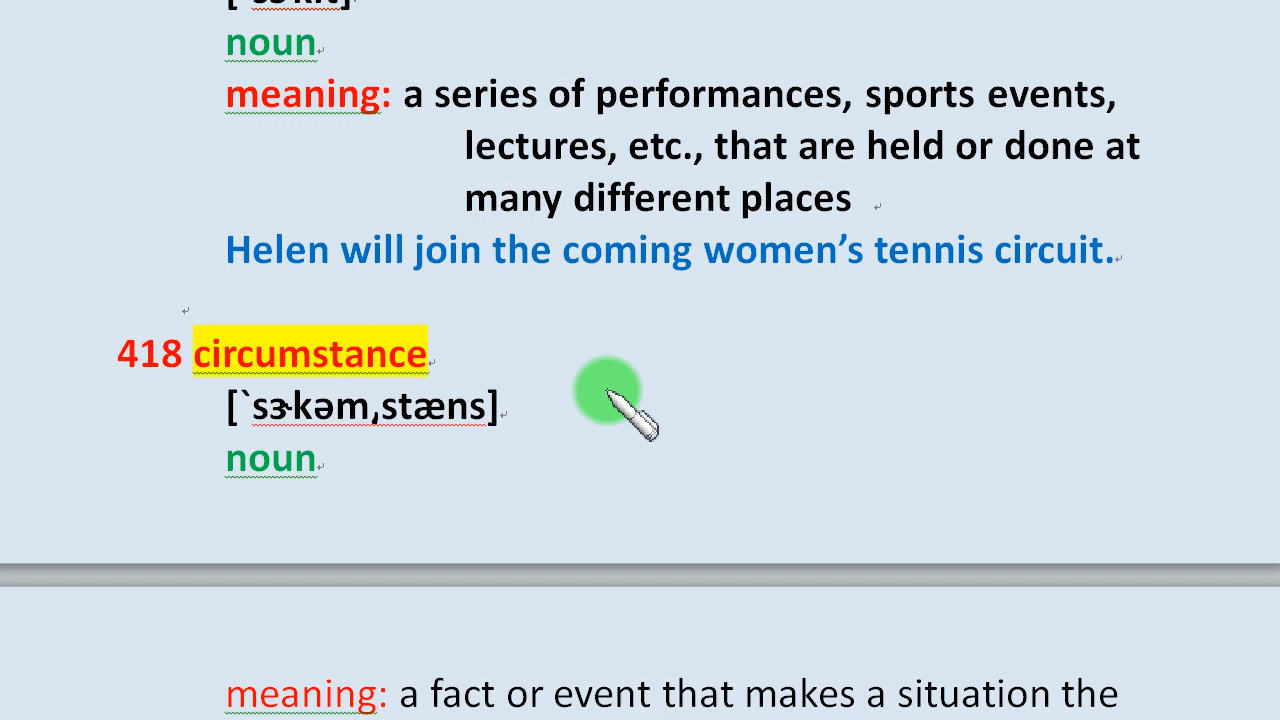 noun
meaning: a series of performances, sports events,
lectures, etc., that are held or done at
many different places
Helen will join the coming women’s tennis circuit.
418 circumstance
[ˋsɝkəm͵stæns]
noun
meaning: a fact or event that makes a situation the